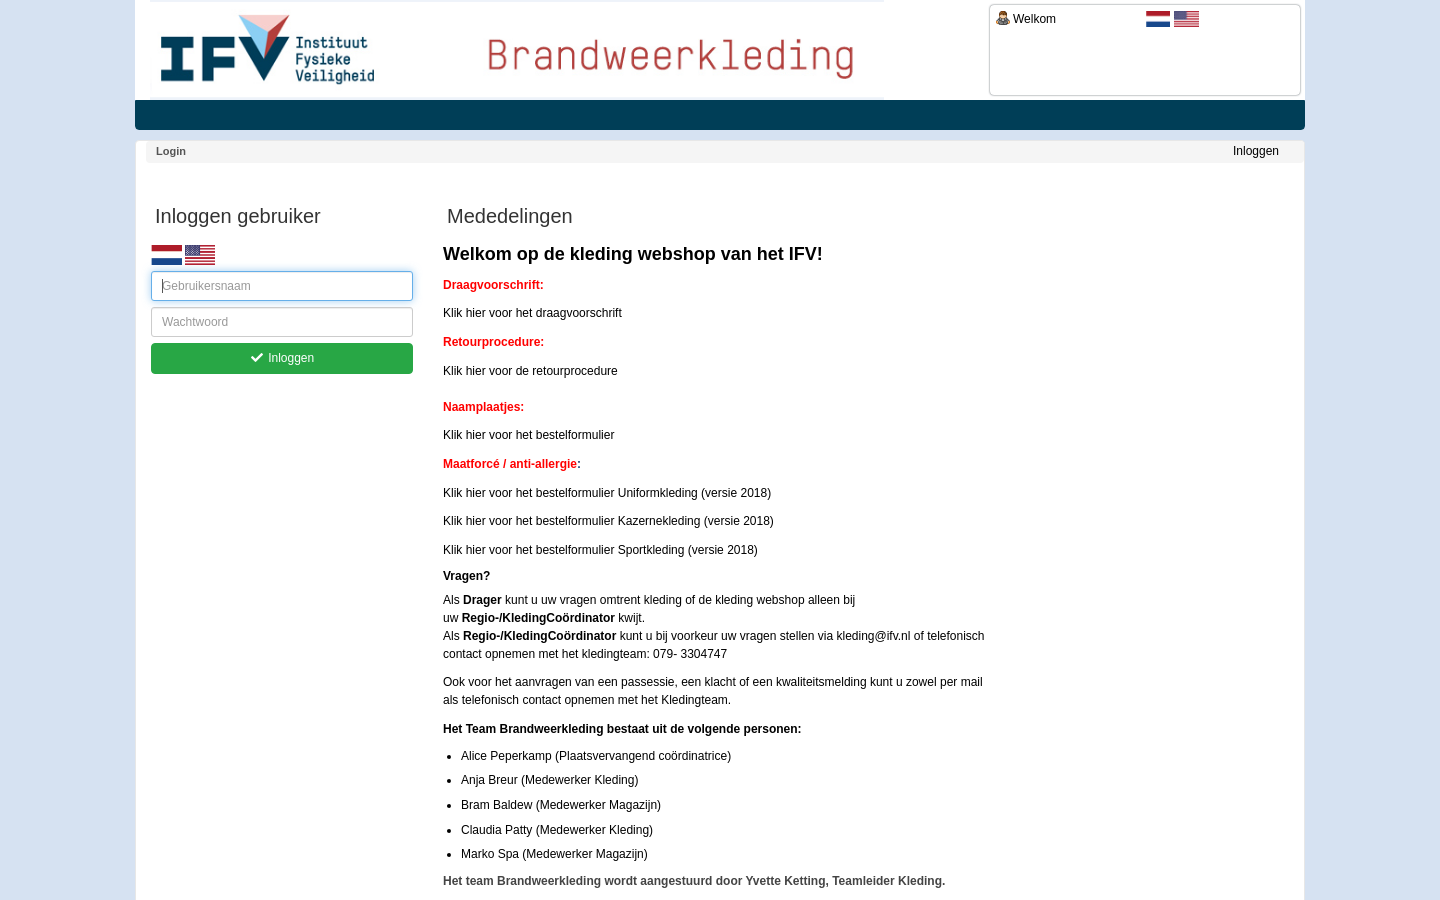 IFV Instituut
Fysieke
Veiligheid
Brandweerkleding
Welkom
Login
Inloggen
Inloggen gebruiker
Gebruikersnaam
Wachtwoord
Inloggen
Mededelingen
Welkom op de kleding webshop van het IFV!
Draagvoorschrift:
Klik hier voor het draagvoorschrift
Retourprocedure:
Klik hier voor de retourprocedure
Naamplaatjes:
Klik hier voor het bestelformulier
Maatforcé / anti-allergie:
Klik hier voor het bestelformulier Uniformkleding (versie 2018)
Klik hier voor het bestelformulier Kazernekleding (versie 2018)
Klik hier voor het bestelformulier Sportkleding (versie 2018)
Vragen?
Als Drager kunt u uw vragen omtrent kleding of de kleding webshop alleen bij
uw Regio-/KledingCoördinator kwijt.
Als Regio-/KledingCoördinator kunt u bij voorkeur uw vragen stellen via kleding@ifv.nl of telefonisch
contact opnemen met het kledingteam: 079- 3304747
Ook voor het aanvragen van een passessie, een klacht of een kwaliteitsmelding kunt u zowel per mail
als telefonisch contact opnemen met het Kledingteam.
Het Team Brandweerkleding bestaat uit de volgende personen:
• Alice Peperkamp (Plaatsvervangend coördinatrice)
• Anja Breur (Medewerker Kleding)
• Bram Baldew (Medewerker Magazijn)
• Claudia Patty (Medewerker Kleding)
• Marko Spa (Medewerker Magazijn)
Het team Brandweerkleding wordt aangestuurd door Yvette Ketting, Teamleider Kleding.